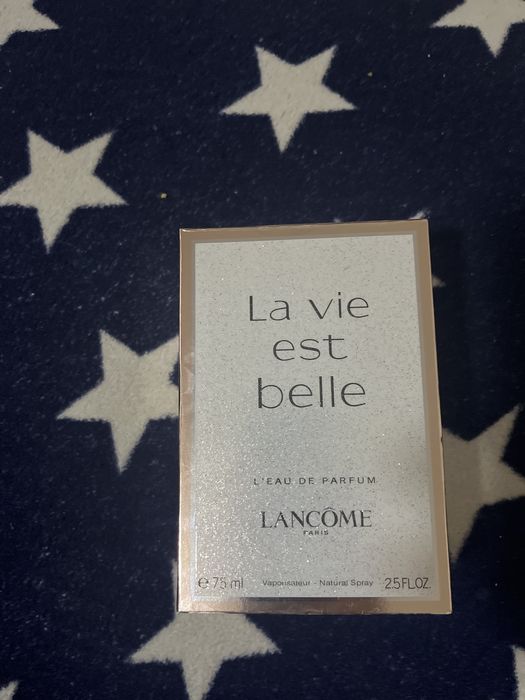 La vie
est
belle
L'EAU DE PARFUM
LANCÔME
PARIS
℮ 75 ml Vaporisateur - Natural Spray 2.5 FL.OZ.